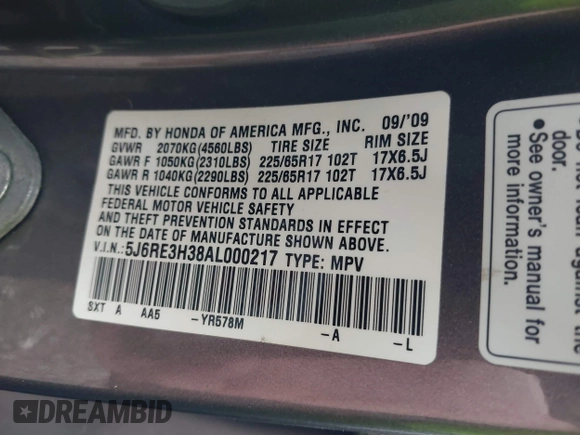 MFD. BY HONDA OF AMERICA MFG., INC. 09/'09
GVWR 2070KG(4560LBS) TIRE SIZE RIM SIZE
GAWR F 1050KG(2310LBS) 225/65R17 102T 17X6.5J
GAWR R 1040KG(2290LBS) 225/65R17 102T 17X6.5J
THIS VEHICLE CONFORMS TO ALL APPLICABLE
FEDERAL MOTOR VEHICLE SAFETY
AND THEFT PREVENTION STANDARDS IN EFFECT
ON THE DATE OF MANUFACTURE SHOWN ABOVE.
V.I.N.:5J6RE3H38AL000217 TYPE: MPV
SXT A AA5 -YR578M -A -L
door.
See owner's
manual for
more
information.
DREAMBID